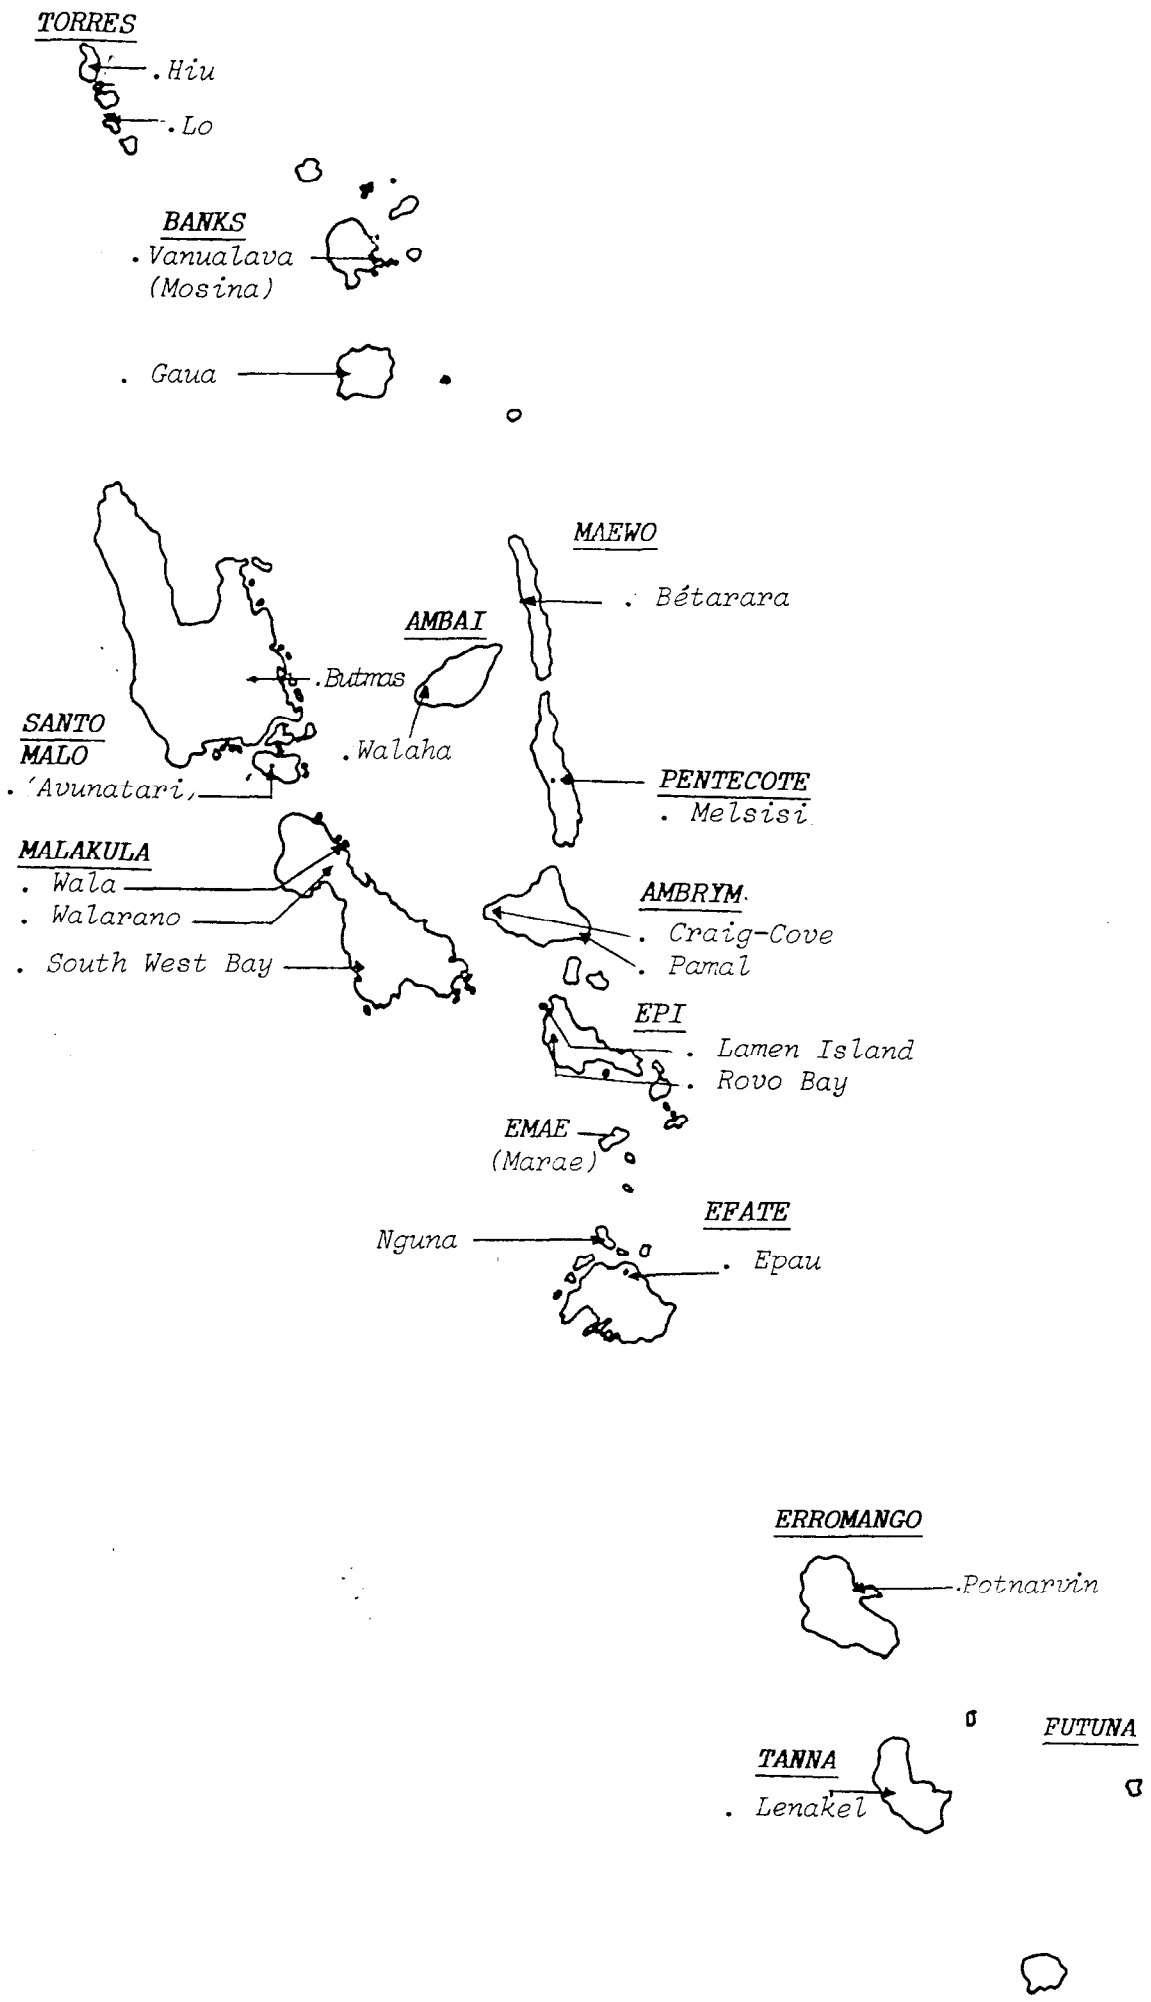 TORRES
. Hiu
. Lo
BANKS
. Vanualava
(Mosina)
. Gaua
MAEWO
. Bétarara
AMBAI
.Butmas
SANTO
MALO
.Walaha
. 'Avunatari,
PENTECOTE
. Melsisi
MALAKULA
. Wala
. Walarano
. South West Bay
AMBRYM.
. Craig-Cove
. Pamal
EPI
. Lamen Island
. Rovo Bay
EMAE
(Marae)
EFATE
Nguna
. Epau
ERROMANGO
.Potnarvin
FUTUNA
TANNA
. Lenakel